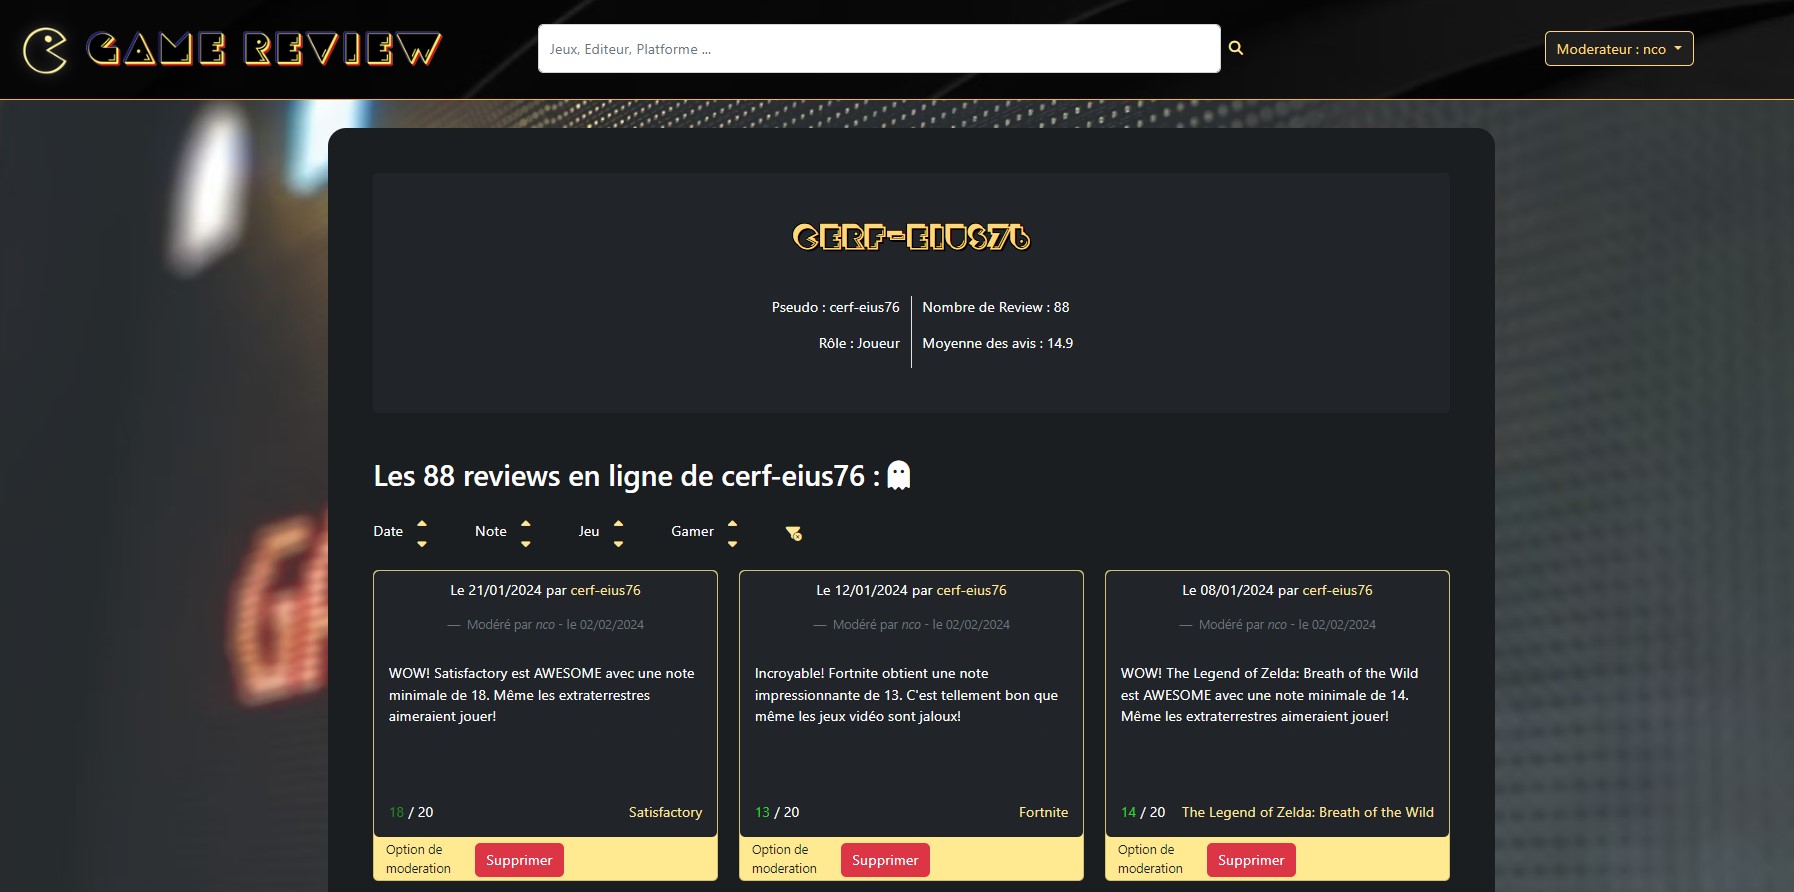 GAME REVIEW
Jeux, Editeur, Platforme ...
Moderateur : nco
CERF-EIUS76
Pseudo : cerf-eius76
Nombre de Review : 88
Rôle : Joueur
Moyenne des avis : 14.9
Les 88 reviews en ligne de cerf-eius76 :
Date Note Jeu Gamer
Le 21/01/2024 par cerf-eius76
— Modéré par nco - le 02/02/2024
WOW! Satisfactory est AWESOME avec une note
minimale de 18. Même les extraterrestres
aimeraient jouer!
18 / 20
Satisfactory
Option de
moderation
Supprimer
Le 12/01/2024 par cerf-eius76
— Modéré par nco - le 02/02/2024
Incroyable! Fortnite obtient une note
impressionnante de 13. C'est tellement bon que
même les jeux vidéo sont jaloux!
13 / 20
Fortnite
Option de
moderation
Supprimer
Le 08/01/2024 par cerf-eius76
— Modéré par nco - le 02/02/2024
WOW! The Legend of Zelda: Breath of the Wild
est AWESOME avec une note minimale de 14.
Même les extraterrestres aimeraient jouer!
14 / 20
The Legend of Zelda: Breath of the Wild
Option de
moderation
Supprimer